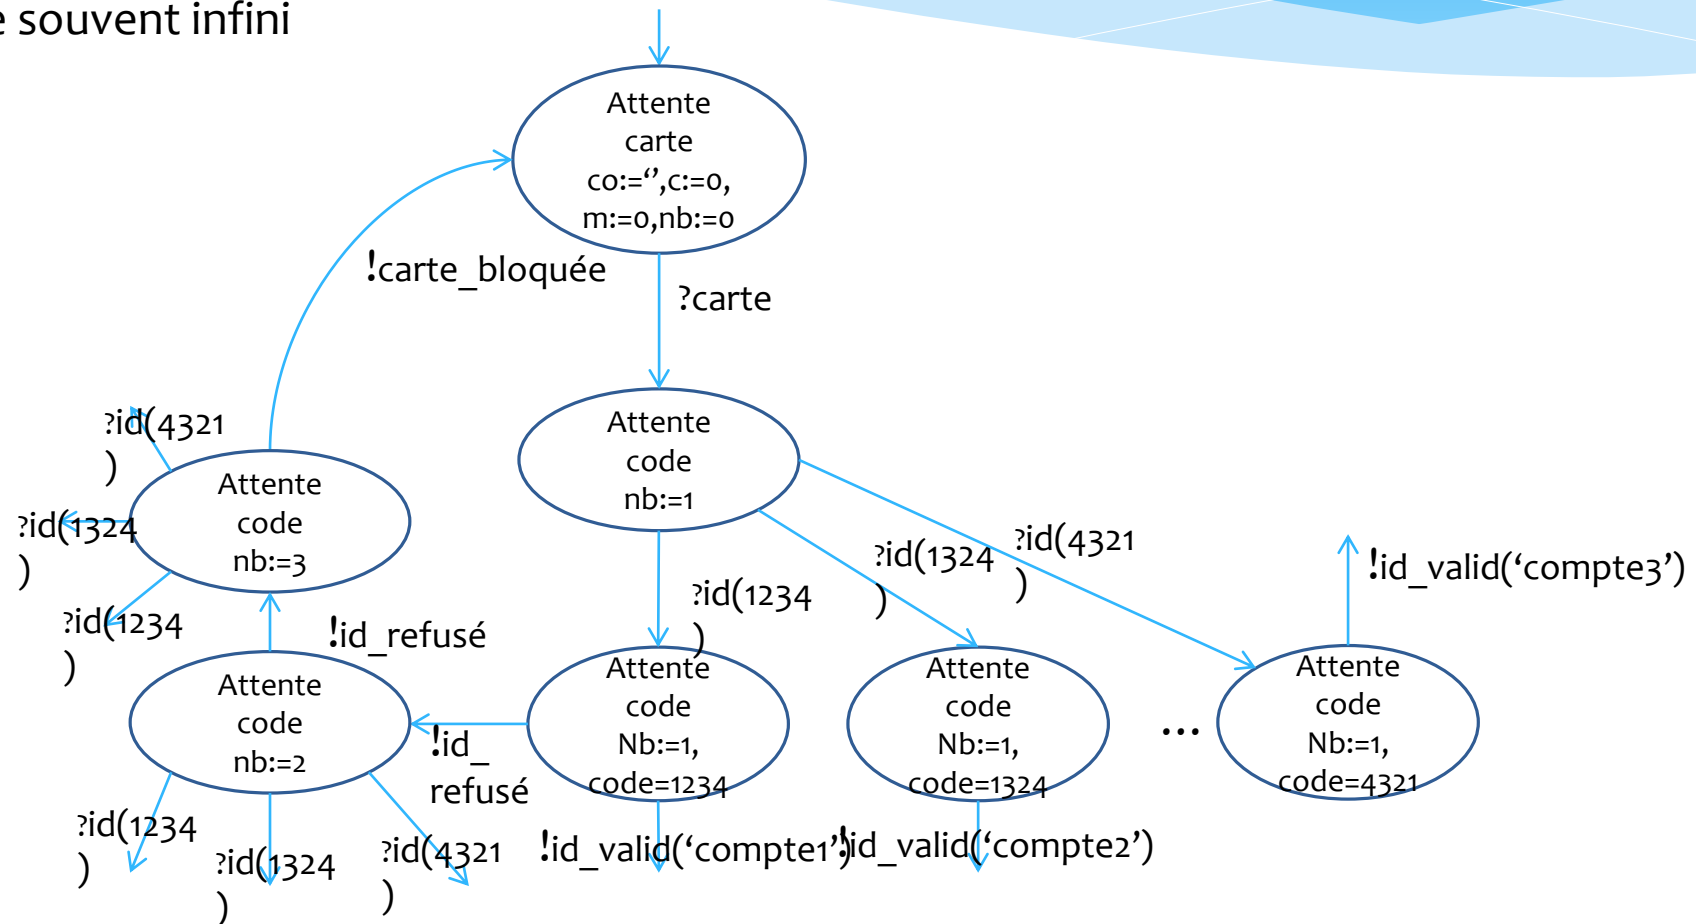 e souvent infini
Attente
carte
co:=‘’,c:=0,
m:=0,nb:=0
!carte_bloquée
?carte
Attente
code
nb:=1
?id(4321
)
Attente
code
nb:=3
?id(1324
)
?id(1234
)
?id(1324
)
?id(4321
)
?id(1234
)
!id_valid(‘compte3’)
!id_refusé
Attente
code
nb:=2
!id_
refusé
Attente
code
Nb:=1,
code=1234
Attente
code
Nb:=1,
code=1324
...
Attente
code
Nb:=1,
code=4321
?id(1234
)
?id(1324
)
?id(4321
)
!id_valid(‘compte1’)
!id_valid(‘compte2’)